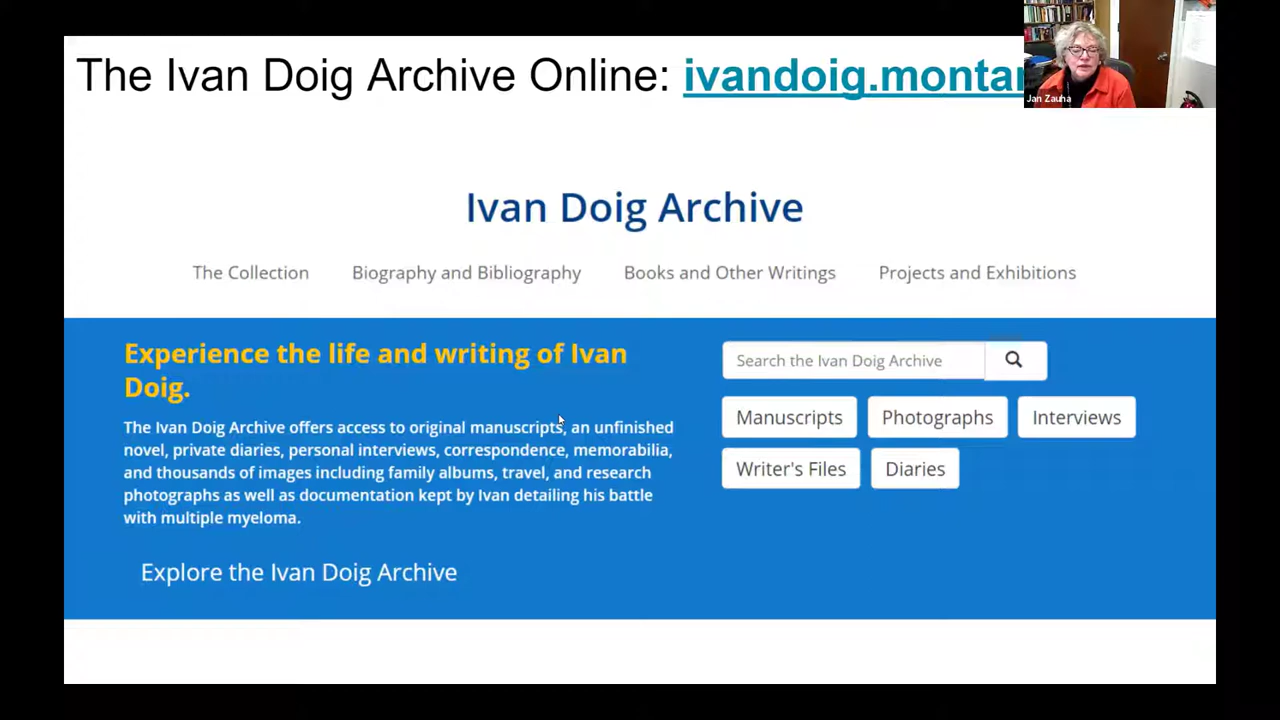 The Ivan Doig Archive Online: ivandoig.montan
Jan Zauha
Ivan Doig Archive
The Collection Biography and Bibliography Books and Other Writings Projects and Exhibitions
Experience the life and writing of Ivan
Doig.
The Ivan Doig Archive offers access to original manuscripts, an unfinished
novel, private diaries, personal interviews, correspondence, memorabilia,
and thousands of images including family albums, travel, and research
photographs as well as documentation kept by Ivan detailing his battle
with multiple myeloma.
Explore the Ivan Doig Archive
Search the Ivan Doig Archive
Manuscripts Photographs Interviews
Writer's Files Diaries